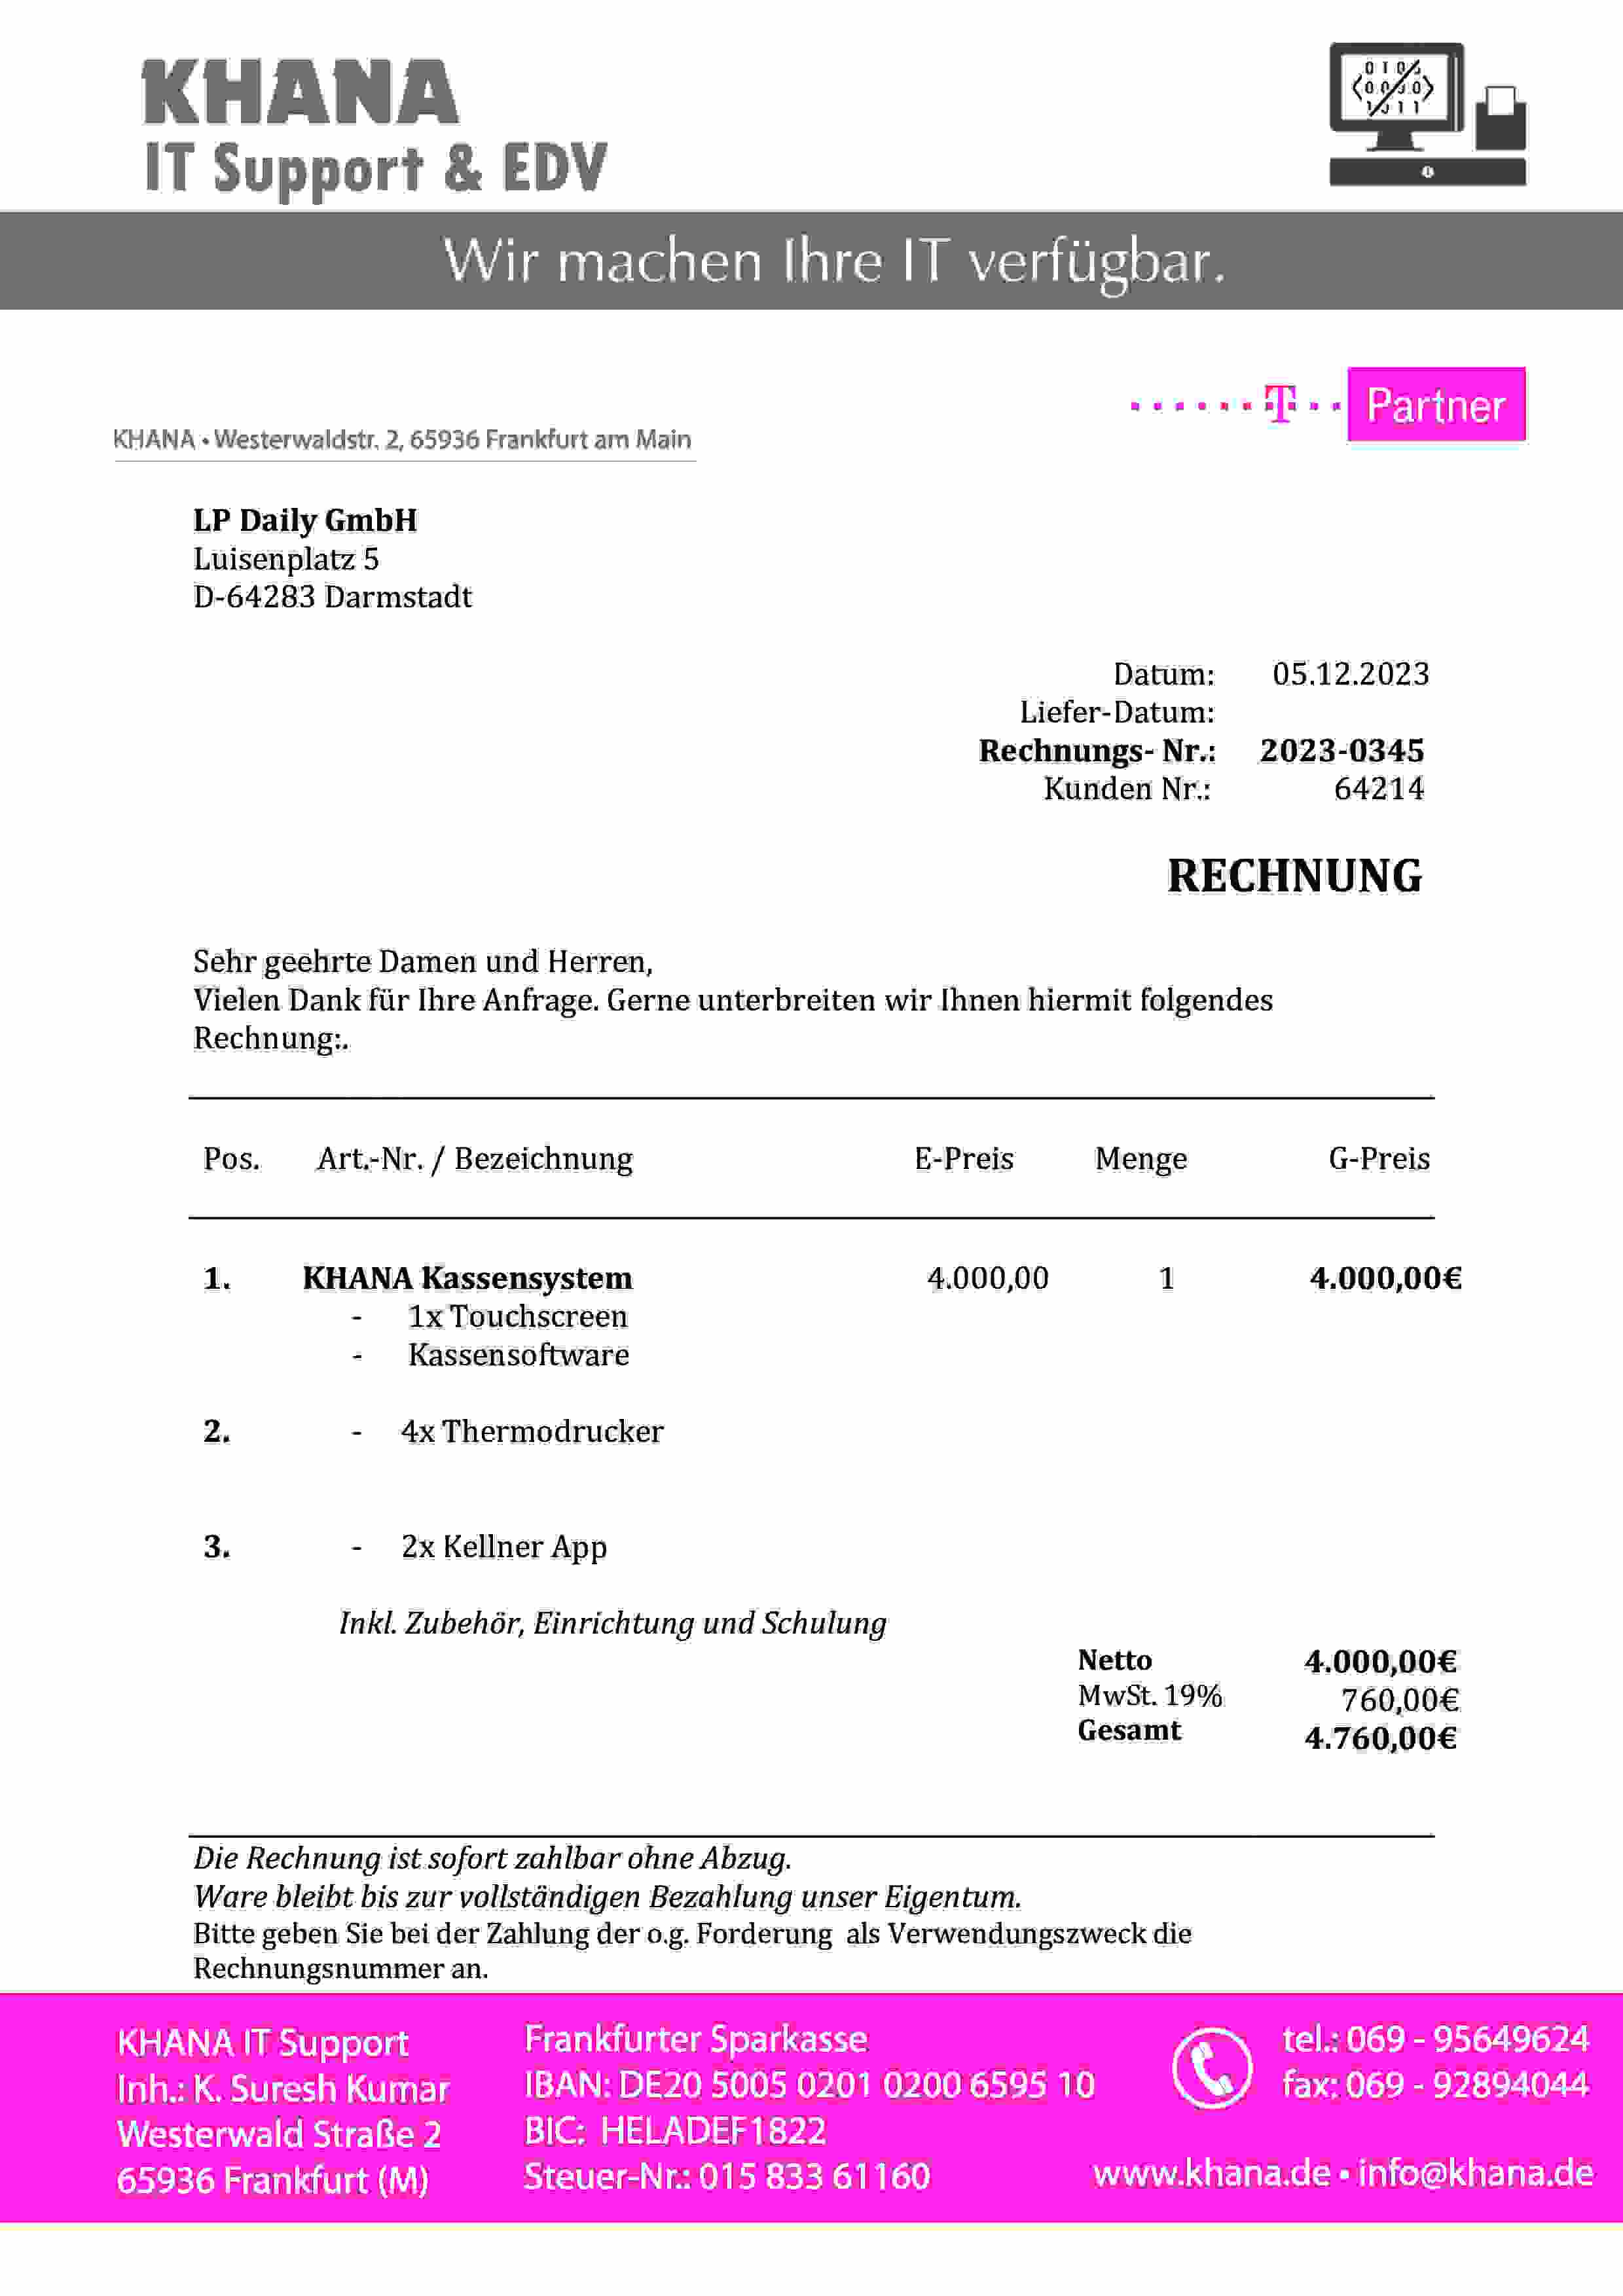 KHANA
IT Support & EDV
Wir machen Ihre IT verfügbar.
T Partner
KHANA • Westerwaldstr. 2, 65936 Frankfurt am Main
LP Daily GmbH
Luisenplatz 5
D-64283 Darmstadt
Datum: 05.12.2023
Liefer-Datum:
Rechnungs- Nr.: 2023-0345
Kunden Nr.: 64214
RECHNUNG
Sehr geehrte Damen und Herren,
Vielen Dank für Ihre Anfrage. Gerne unterbreiten wir Ihnen hiermit folgendes
Rechnung:.
Pos. Art.-Nr. / Bezeichnung E-Preis Menge G-Preis
1. KHANA Kassensystem 4.000,00 1 4.000,00€
- 1x Touchscreen
- Kassensoftware
2. - 4x Thermodrucker
3. - 2x Kellner App
Inkl. Zubehör, Einrichtung und Schulung
Netto 4.000,00€
MwSt. 19% 760,00€
Gesamt 4.760,00€
Die Rechnung ist sofort zahlbar ohne Abzug.
Ware bleibt bis zur vollständigen Bezahlung unser Eigentum.
Bitte geben Sie bei der Zahlung der o.g. Forderung als Verwendungszweck die
Rechnungsnummer an.
KHANA IT Support
Inh.: K. Suresh Kumar
Westerwald Straße 2
65936 Frankfurt (M)
Frankfurter Sparkasse
IBAN: DE20 5005 0201 0200 6595 10
BIC: HELADEF1822
Steuer-Nr.: 015 833 61160
tel.: 069 - 95649624
fax: 069 - 92894044
www.khana.de • info@khana.de